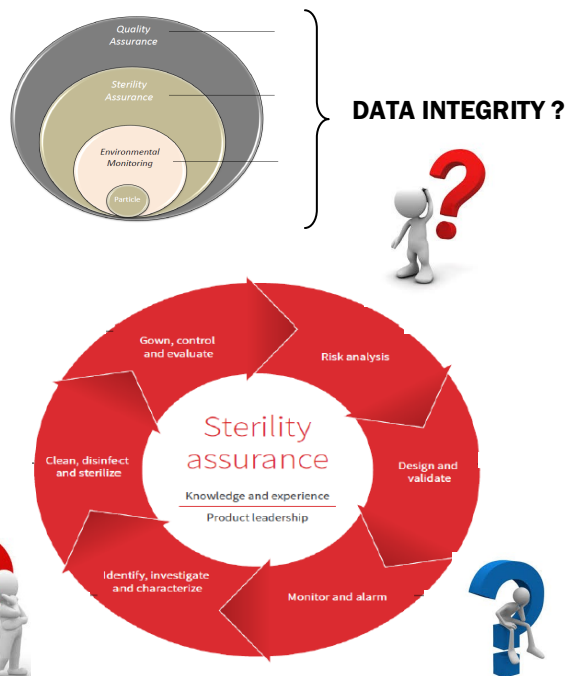 Quality
Assurance
Sterility
Assurance
Environmental
Monitoring
Particle
DATA INTEGRITY ?
Gown, control
and evaluate
Risk analysis
Sterility
assurance
Knowledge and experience
Product leadership
Clean, disinfect
and sterilize
Design and
validate
Identify, investigate
and characterize
Monitor and alarm